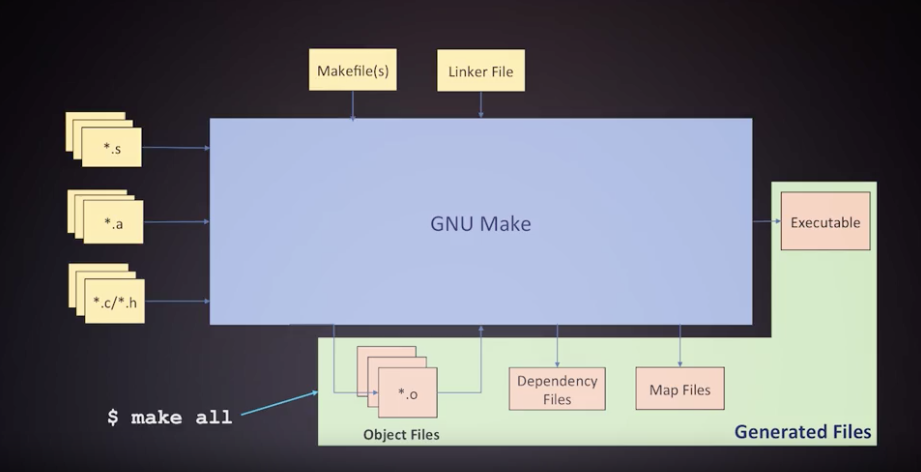 Makefile(s)
Linker File
*.s
*.a
*.c/*.h
GNU Make
Executable
*.o
Object Files
Dependency
Files
Map Files
$ make all
Generated Files